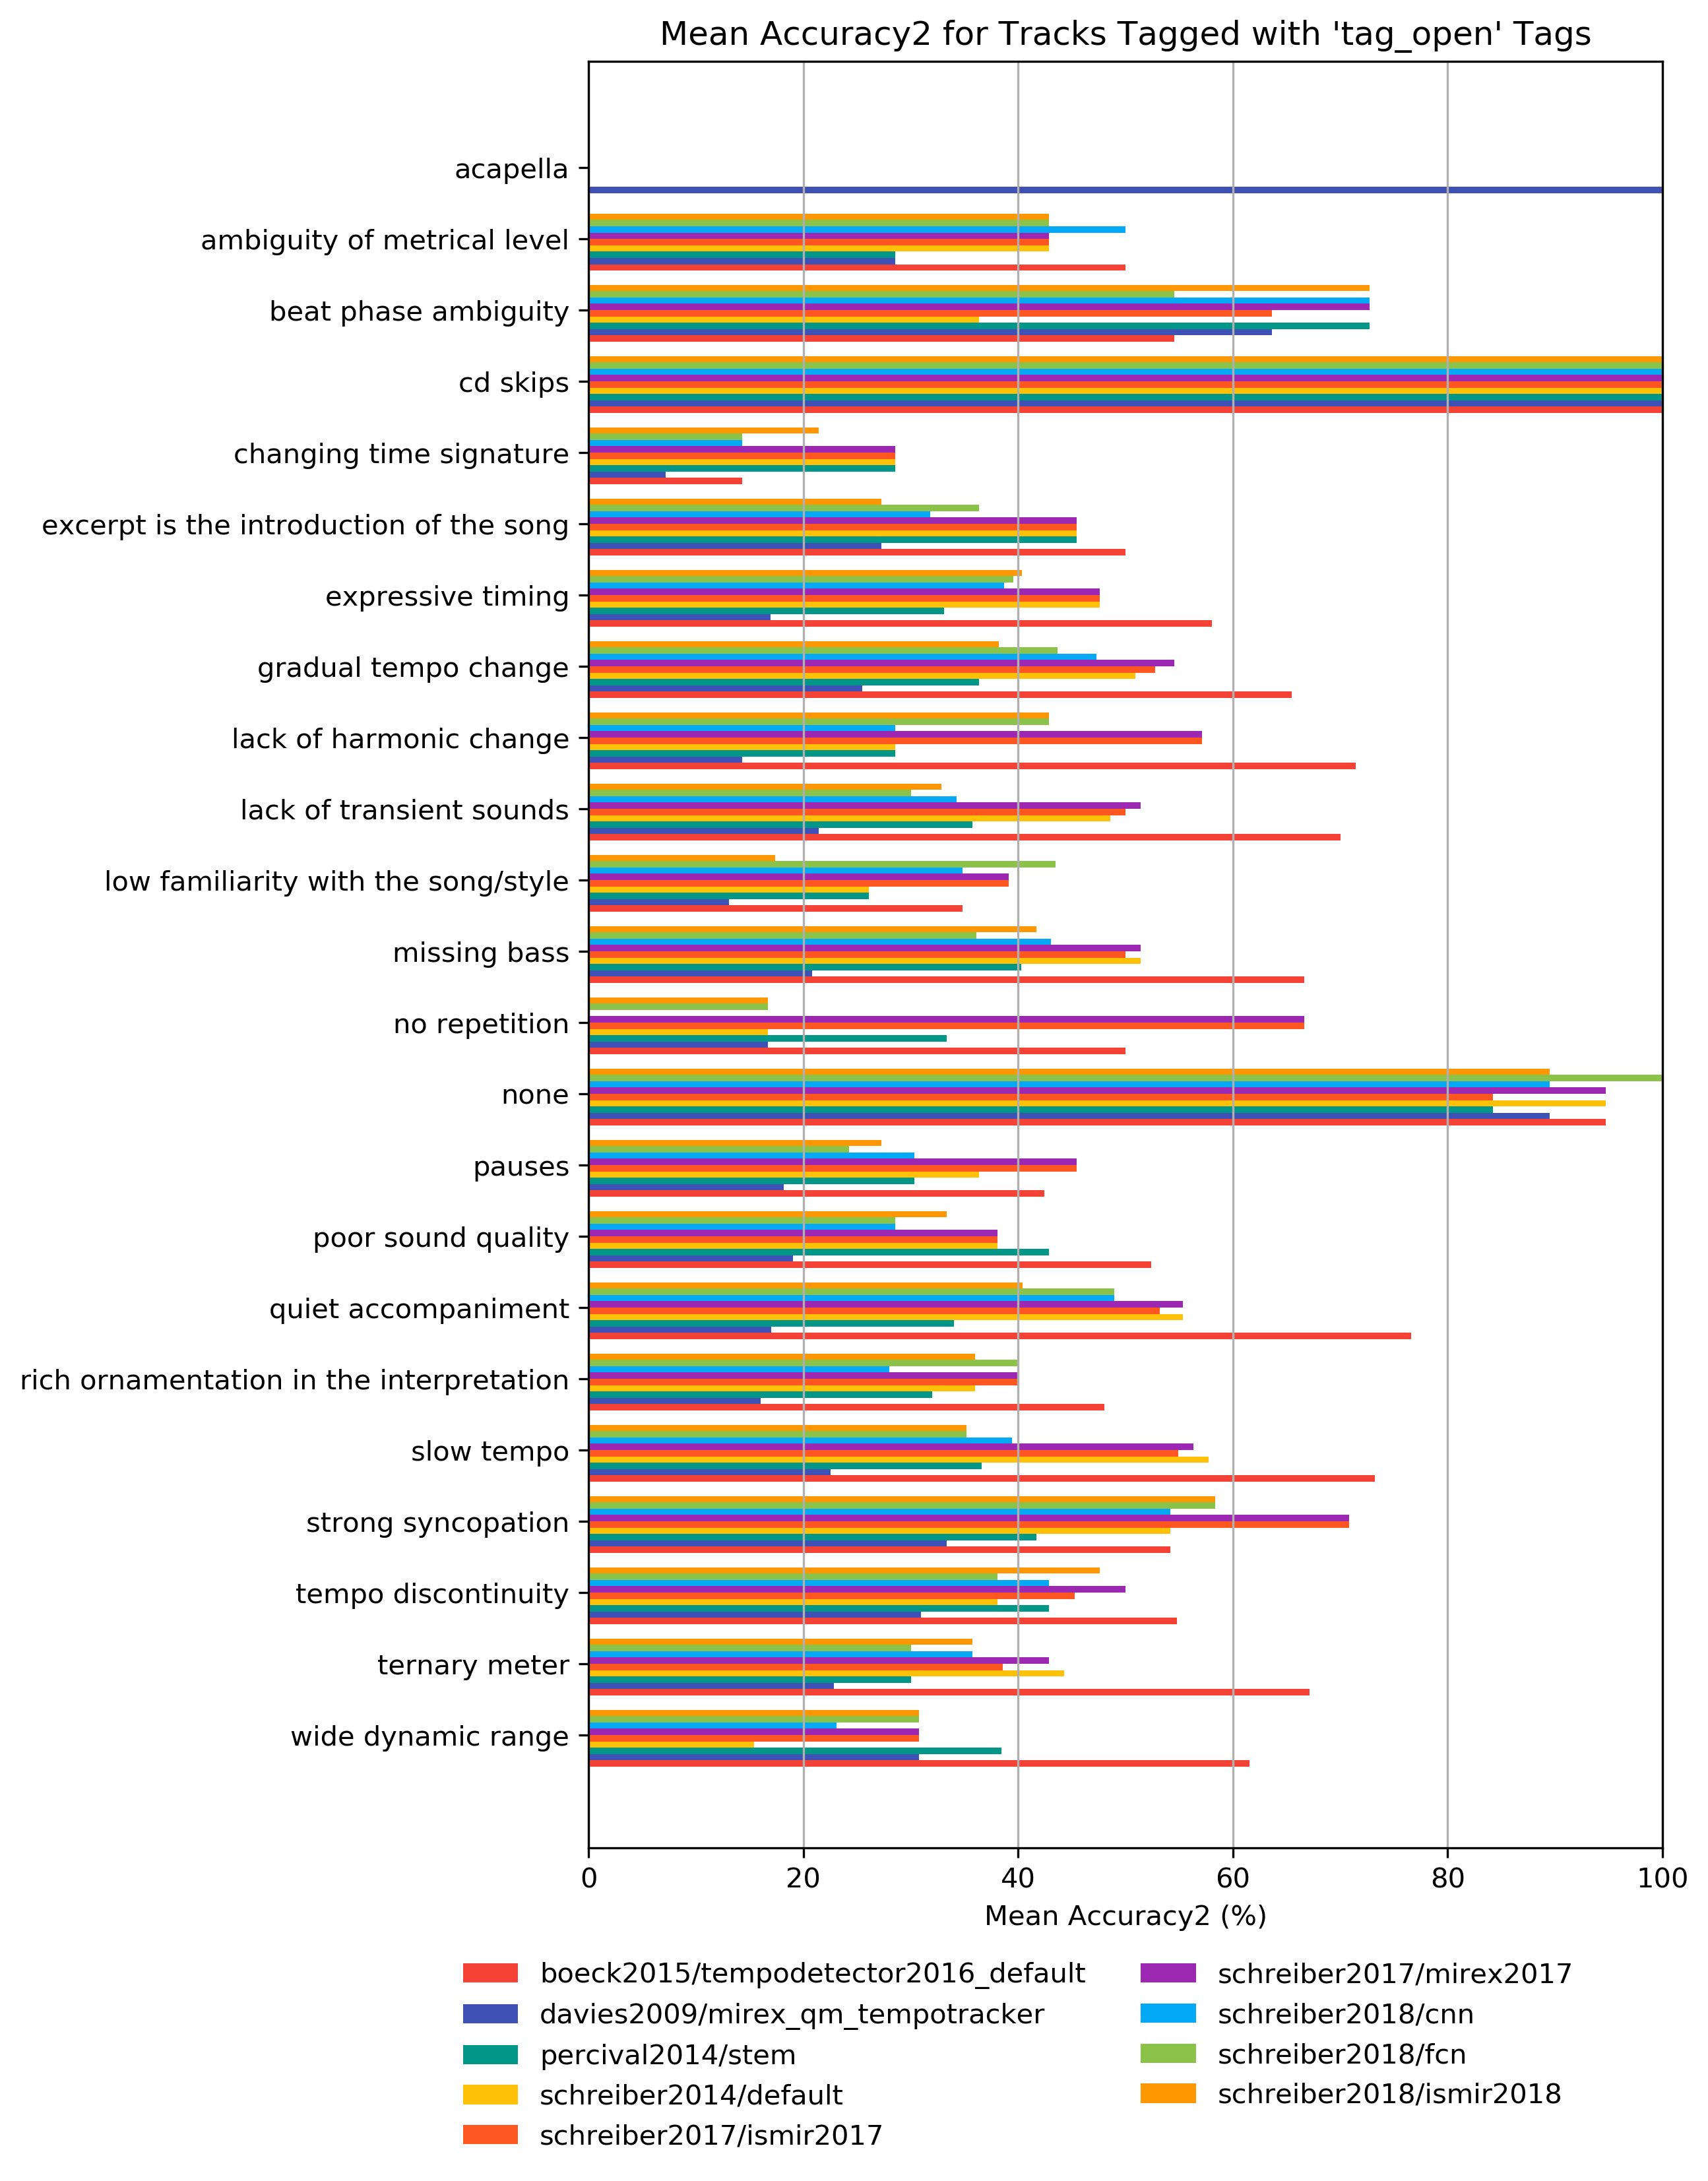 Mean Accuracy2 for Tracks Tagged with 'tag_open' Tags
acapella
ambiguity of metrical level
beat phase ambiguity
cd skips
changing time signature
excerpt is the introduction of the song
expressive timing
gradual tempo change
lack of harmonic change
lack of transient sounds
low familiarity with the song/style
missing bass
no repetition
none
pauses
poor sound quality
quiet accompaniment
rich ornamentation in the interpretation
slow tempo
strong syncopation
tempo discontinuity
ternary meter
wide dynamic range
0 20 40 60 80 100
Mean Accuracy2 (%)
boeck2015/tempodetector2016_default
davies2009/mirex_qm_tempotracker
percival2014/stem
schreiber2014/default
schreiber2017/ismir2017
schreiber2017/mirex2017
schreiber2018/cnn
schreiber2018/fcn
schreiber2018/ismir2018